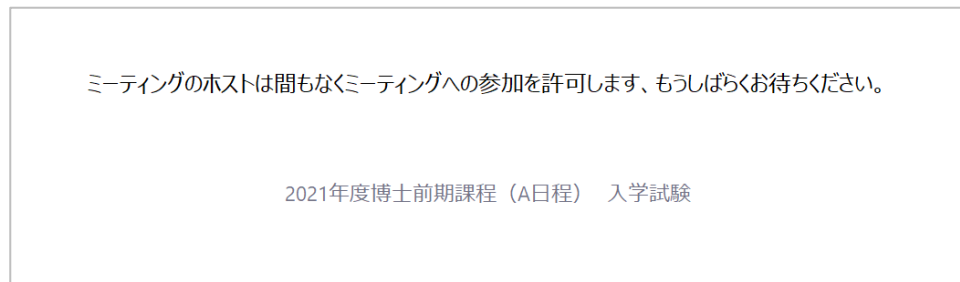 ミーティングのホストは間もなくミーティングへの参加を許可します、もうしばらくお待ちください。
2021年度博士前期課程（A日程）　入学試験